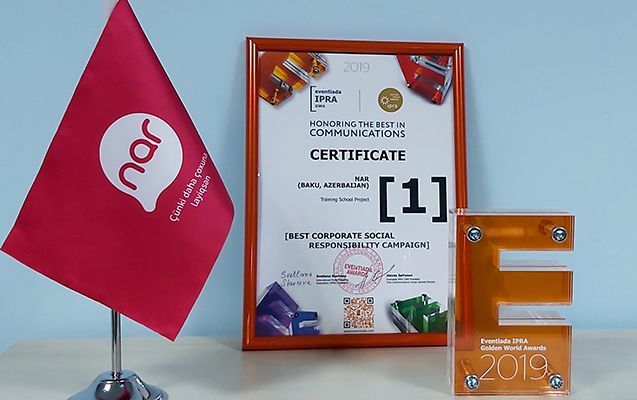 nar
Çünki daha çoxuna
layiqsən
2019
eventiada
IPRA
GWA
ipra
HONORING THE BEST IN
COMMUNICATIONS
CERTIFICATE
NAR
(BAKU, AZERBAIJAN)
Training School Project
[1]
[BEST CORPORATE SOCIAL
RESPONSIBILITY CAMPAIGN]
EVENTIADA
AWARDS
Eventiada IPRA
Golden World Awards
2019